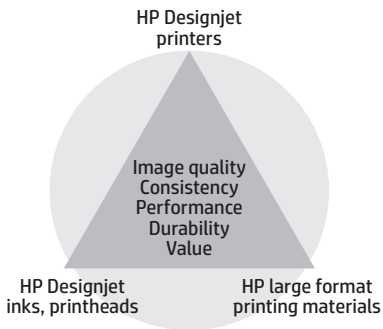 HP Designjet
printers
Image quality
Consistency
Performance
Durability
Value
HP Designjet
inks, printheads
HP large format
printing materials